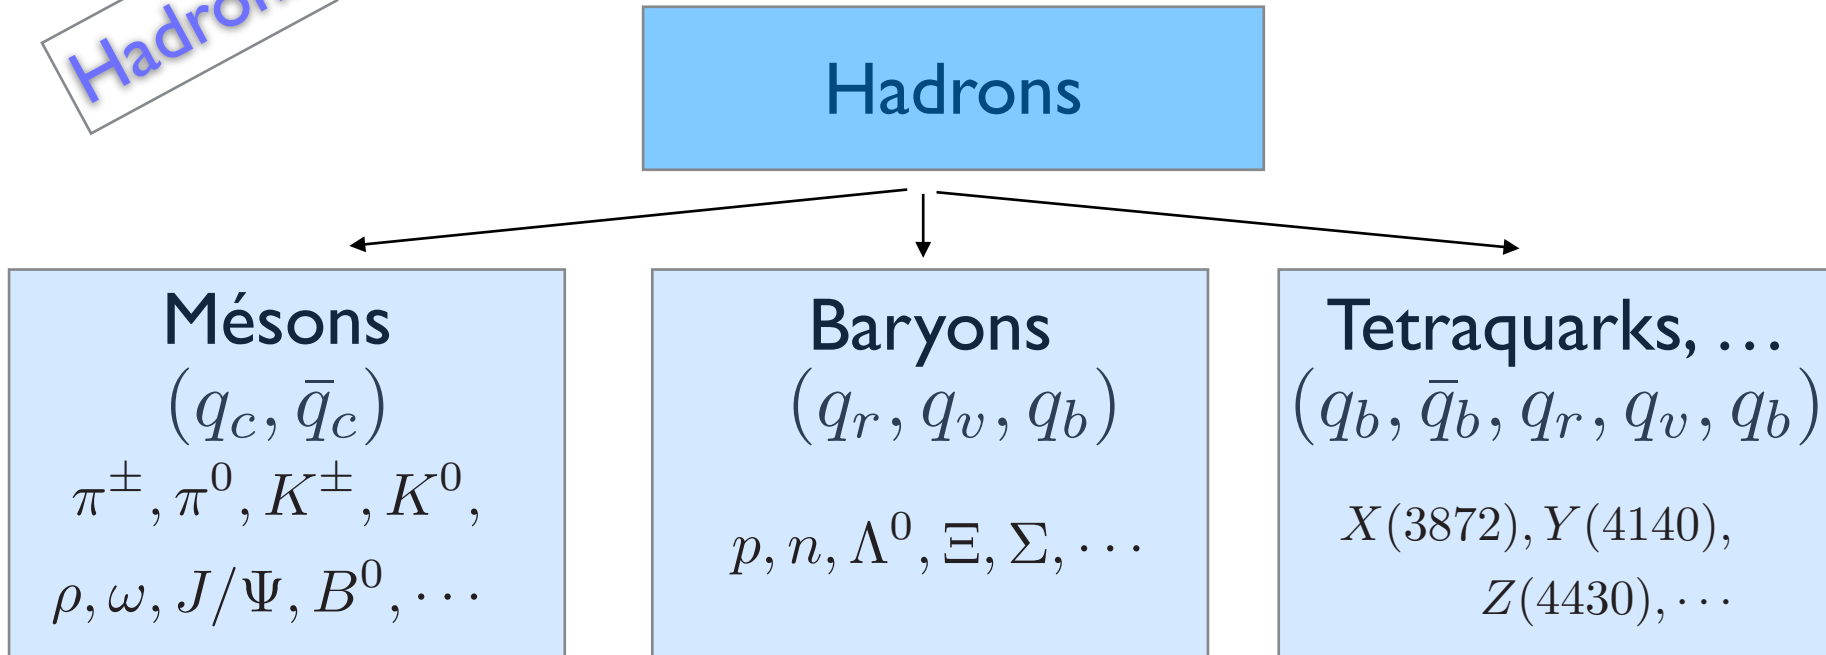 Hadron
Hadrons
Mésons
(q_c, q̄_c)
π^±, π^0, K^±, K^0,
ρ, ω, J/Ψ, B^0, ⋯
Baryons
(q_r, q_v, q_b)
p, n, Λ^0, Ξ, Σ, ⋯
Tetraquarks, …
(q_b, q̄_b, q_r, q_v, q_b)
X(3872), Y(4140),
Z(4430), ⋯